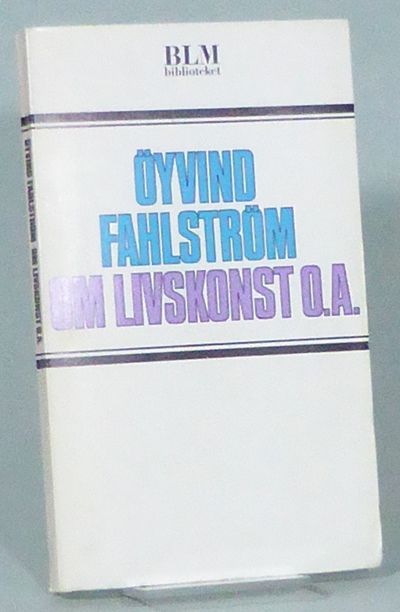 BLM
biblioteket
ÖYVIND
FAHLSTRÖM
OM LIVSKONST O.A.
ÖYVIND FAHLSTRÖM OM LIVSKONST O.A.